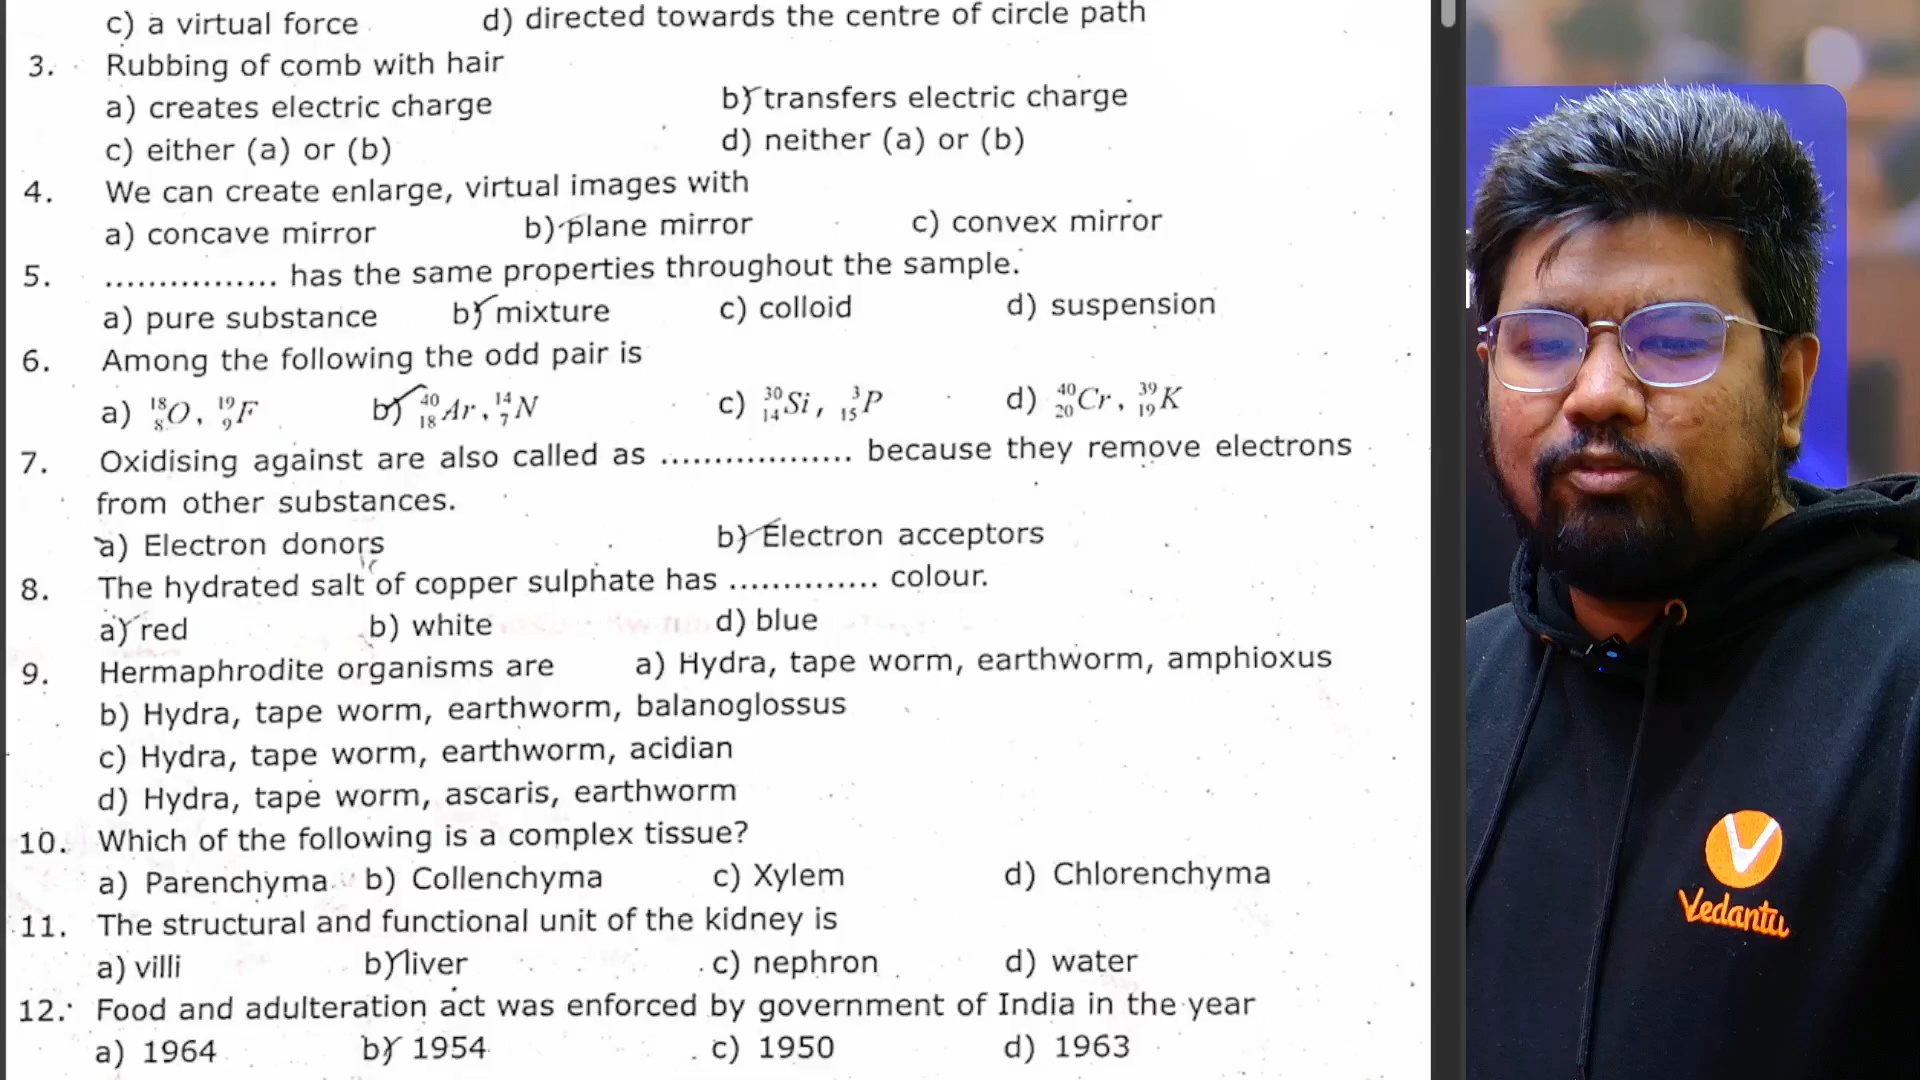 c) a virtual force d) directed towards the centre of circle path
3. Rubbing of comb with hair
a) creates electric charge b) transfers electric charge
c) either (a) or (b) d) neither (a) or (b)
4. We can create enlarge, virtual images with
a) concave mirror b) plane mirror c) convex mirror
5. ................. has the same properties throughout the sample.
a) pure substance b) mixture c) colloid d) suspension
6. Among the following the odd pair is
a) ¹⁸₈O, ¹⁹₉F b) ⁴⁰₁₈Ar, ¹⁴₇N c) ³⁰₁₄Si, ³₁₅P d) ⁴⁰₂₀Cr, ³⁹₁₉K
7. Oxidising against are also called as ................... because they remove electrons
from other substances.
a) Electron donors b) Electron acceptors
8. The hydrated salt of copper sulphate has .............. colour.
a) red b) white d) blue
9. Hermaphrodite organisms are a) Hydra, tape worm, earthworm, amphioxus
b) Hydra, tape worm, earthworm, balanoglossus
c) Hydra, tape worm, earthworm, acidian
d) Hydra, tape worm, ascaris, earthworm
10. Which of the following is a complex tissue?
a) Parenchyma b) Collenchyma c) Xylem d) Chlorenchyma
11. The structural and functional unit of the kidney is
a) villi b) liver c) nephron d) water
12. Food and adulteration act was enforced by government of India in the year
a) 1964 b) 1954 c) 1950 d) 1963
Vedantu